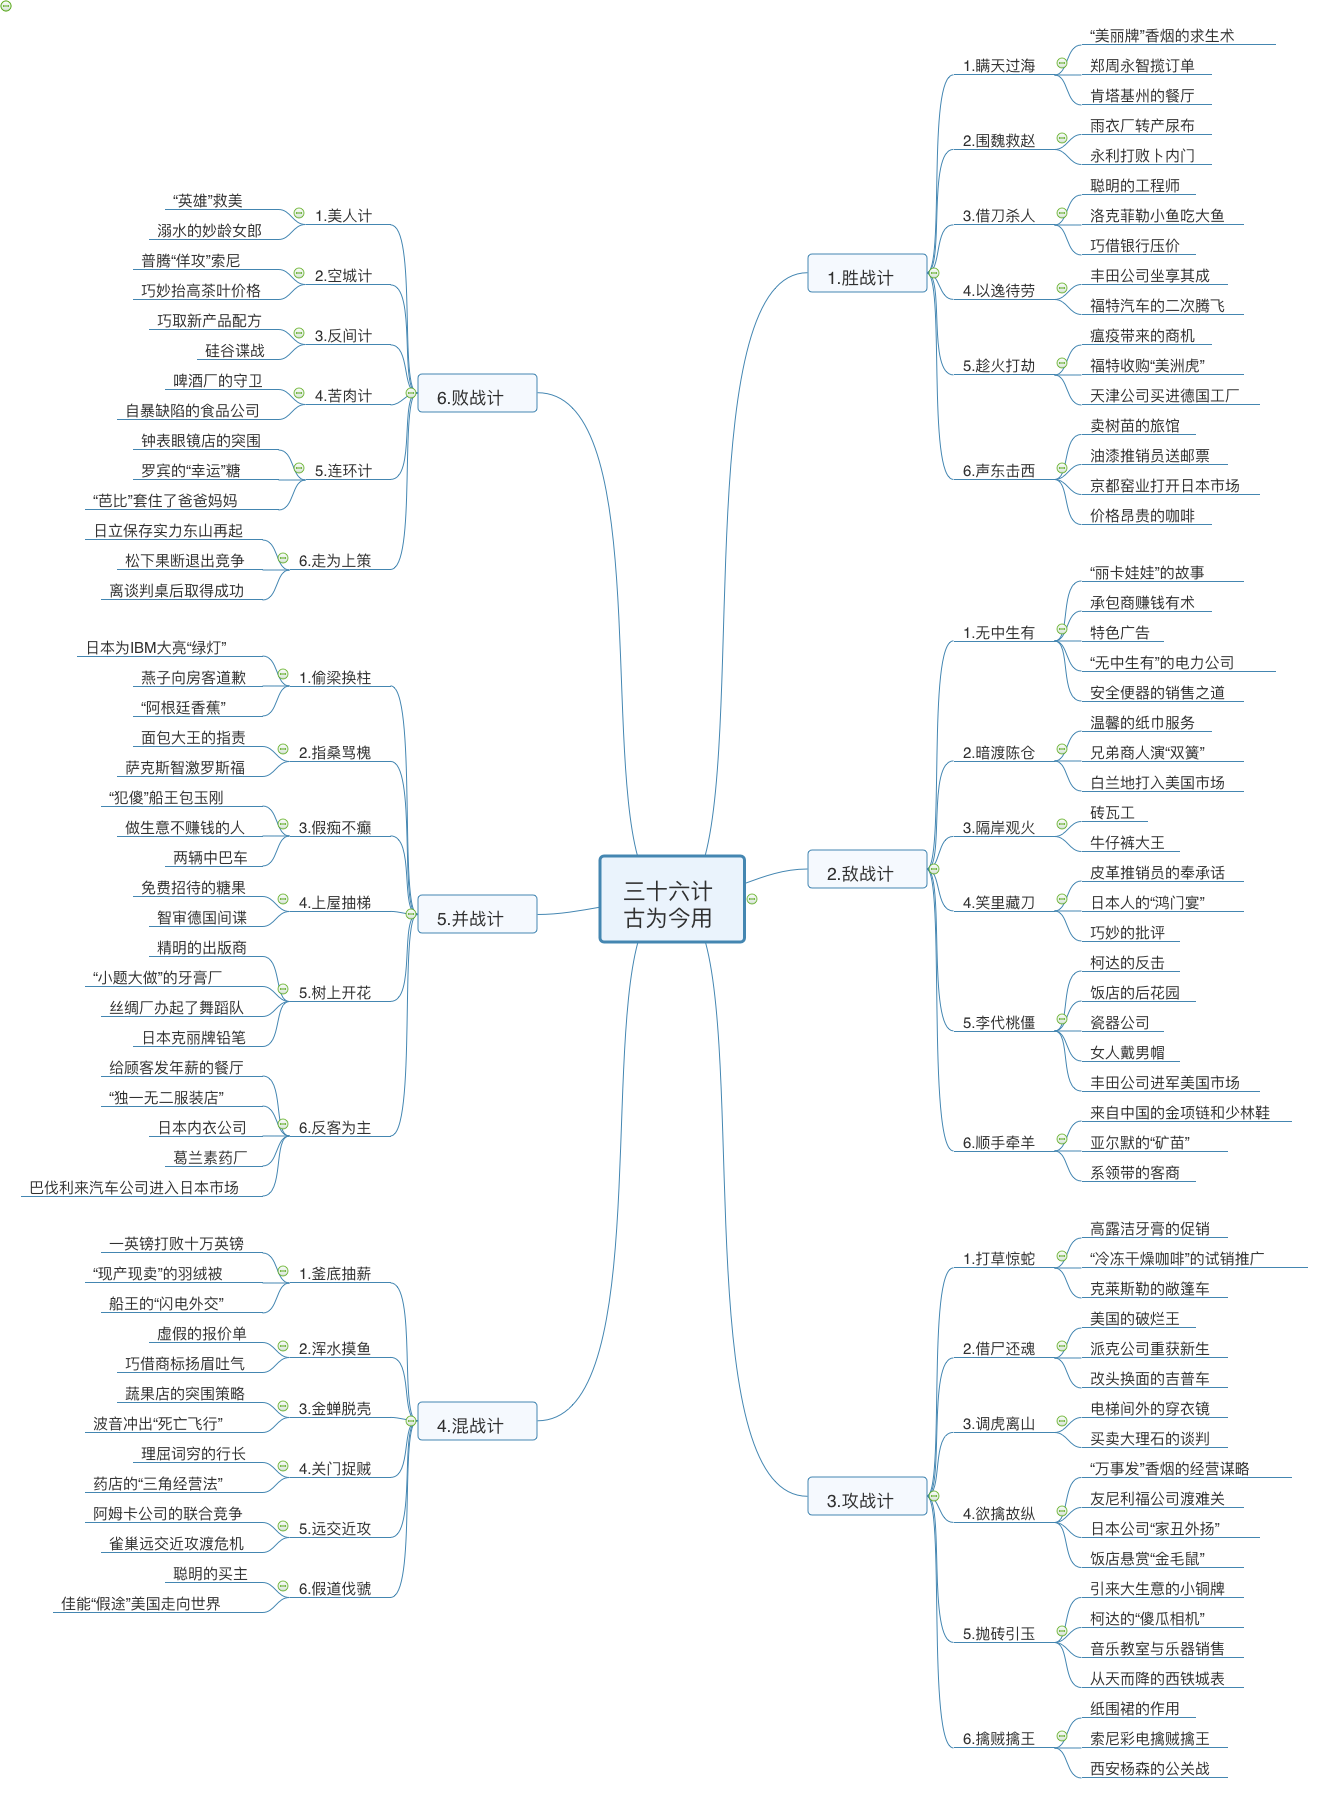 三十六计
古为今用
1.胜战计
1.瞒天过海
“美丽牌”香烟的求生术
郑周永智揽订单
肯塔基州的餐厅
2.围魏救赵
雨衣厂转产尿布
永利打败卜内门
3.借刀杀人
聪明的工程师
洛克菲勒小鱼吃大鱼
巧借银行压价
4.以逸待劳
丰田公司坐享其成
福特汽车的二次腾飞
5.趁火打劫
瘟疫带来的商机
福特收购“美洲虎”
天津公司买进德国工厂
6.声东击西
卖树苗的旅馆
油漆推销员送邮票
京都窑业打开日本市场
价格昂贵的咖啡
2.敌战计
1.无中生有
“丽卡娃娃”的故事
承包商赚钱有术
特色广告
“无中生有”的电力公司
安全便器的销售之道
2.暗渡陈仓
温馨的纸巾服务
兄弟商人演“双簧”
白兰地打入美国市场
3.隔岸观火
砖瓦工
牛仔裤大王
4.笑里藏刀
皮革推销员的奉承话
日本人的“鸿门宴”
巧妙的批评
5.李代桃僵
柯达的反击
饭店的后花园
瓷器公司
女人戴男帽
丰田公司进军美国市场
6.顺手牵羊
来自中国的金项链和少林鞋
亚尔默的“矿苗”
系领带的客商
3.攻战计
1.打草惊蛇
高露洁牙膏的促销
“冷冻干燥咖啡”的试销推广
克莱斯勒的敞篷车
2.借尸还魂
美国的破烂王
派克公司重获新生
改头换面的吉普车
3.调虎离山
电梯间外的穿衣镜
买卖大理石的谈判
4.欲擒故纵
“万事发”香烟的经营谋略
友尼利福公司渡难关
日本公司“家丑外扬”
饭店悬赏“金毛鼠”
5.抛砖引玉
引来大生意的小铜牌
柯达的“傻瓜相机”
音乐教室与乐器销售
从天而降的西铁城表
6.擒贼擒王
纸围裙的作用
索尼彩电擒贼擒王
西安杨森的公关战
4.混战计
1.釜底抽薪
一英镑打败十万英镑
“现产现卖”的羽绒被
船王的“闪电外交”
2.浑水摸鱼
虚假的报价单
巧借商标扬眉吐气
3.金蝉脱壳
蔬果店的突围策略
波音冲出“死亡飞行”
4.关门捉贼
理屈词穷的行长
药店的“三角经营法”
5.远交近攻
阿姆卡公司的联合竞争
雀巢远交近攻渡危机
6.假道伐虢
聪明的买主
佳能“假途”美国走向世界
5.并战计
1.偷梁换柱
日本为IBM大亮“绿灯”
燕子向房客道歉
“阿根廷香蕉”
2.指桑骂槐
面包大王的指责
萨克斯智激罗斯福
3.假痴不癫
“犯傻”船王包玉刚
做生意不赚钱的人
两辆中巴车
4.上屋抽梯
免费招待的糖果
智审德国间谍
5.树上开花
精明的出版商
“小题大做”的牙膏厂
丝绸厂办起了舞蹈队
日本克丽牌铅笔
6.反客为主
给顾客发年薪的餐厅
“独一无二服装店”
日本内衣公司
葛兰素药厂
巴伐利来汽车公司进入日本市场
6.败战计
1.美人计
“英雄”救美
溺水的妙龄女郎
2.空城计
普腾“佯攻”索尼
巧妙抬高茶叶价格
3.反间计
巧取新产品配方
硅谷谍战
4.苦肉计
啤酒厂的守卫
自暴缺陷的食品公司
5.连环计
钟表眼镜店的突围
罗宾的“幸运”糖
“芭比”套住了爸爸妈妈
6.走为上策
日立保存实力东山再起
松下果断退出竞争
离谈判桌后取得成功